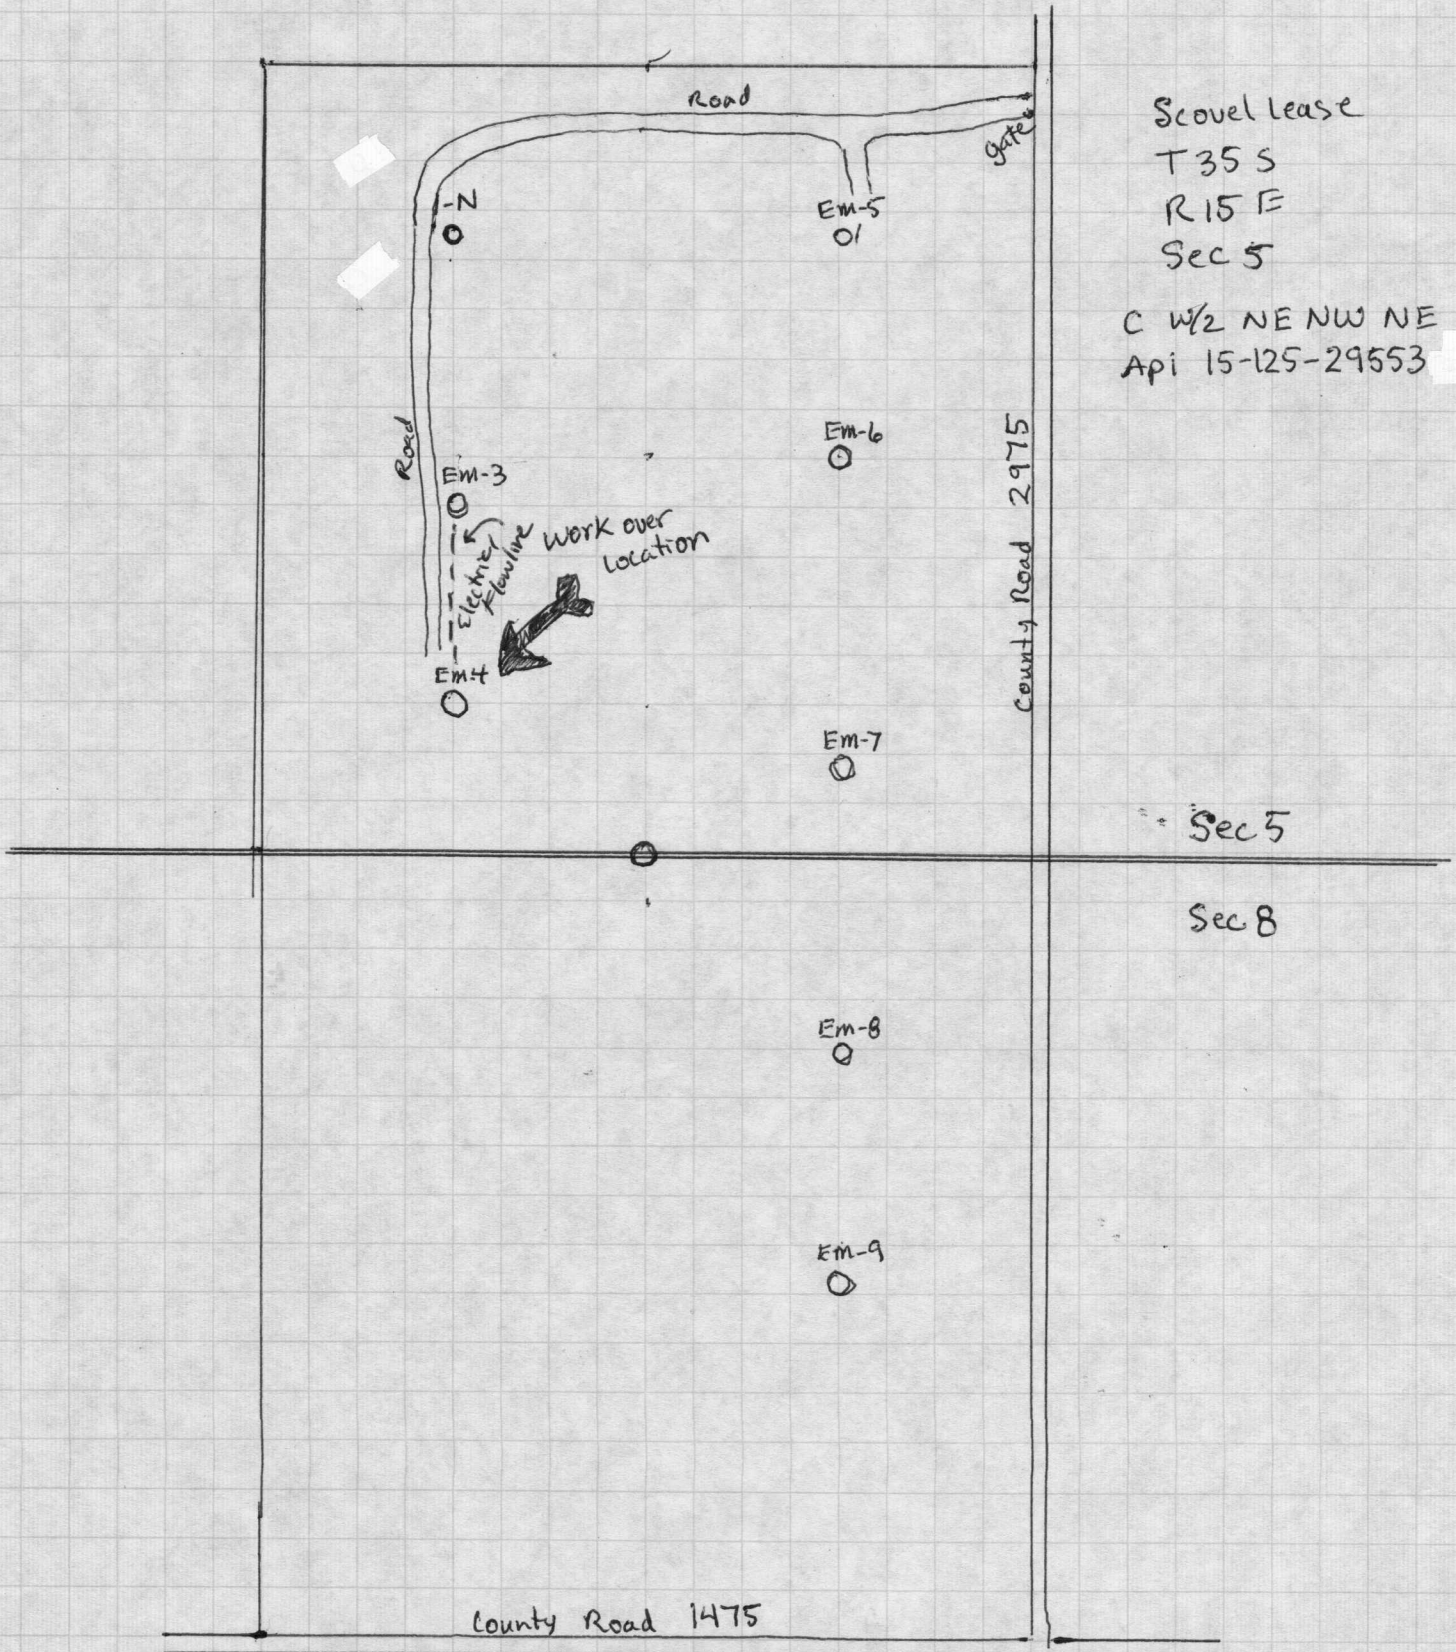 Road
gate
Scovel lease
T 35 S
R 15 E
Sec 5
C W/2 NE NW NE
Api 15-125-29553
Em-5
Em-6
Road
Em-3
Electrical
Flowline
Work over
Location
Em-4
County Road 2975
Em-7
Sec 5
Sec 8
Em-8
Em-9
County Road 1475